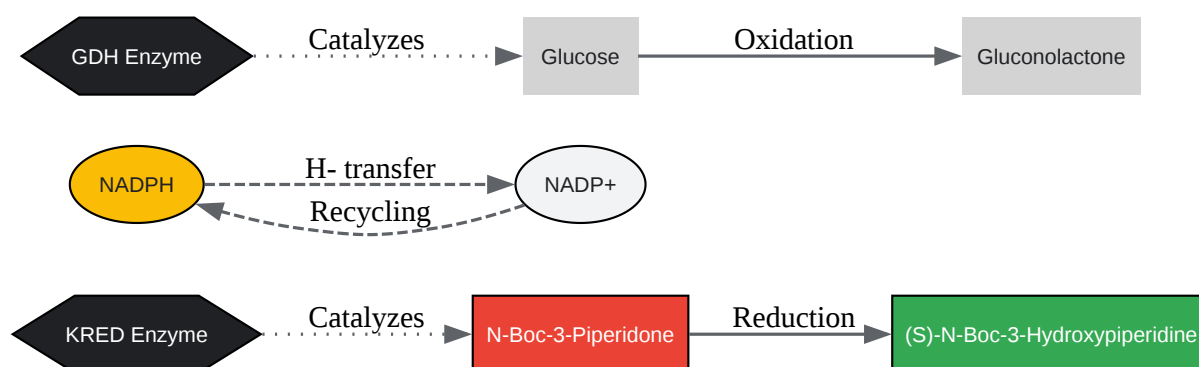 GDH Enzyme
Catalyzes
Glucose
Oxidation
Gluconolactone
NADPH
H- transfer
NADP+
Recycling
KRED Enzyme
Catalyzes
N-Boc-3-Piperidone
Reduction
(S)-N-Boc-3-Hydroxypiperidine